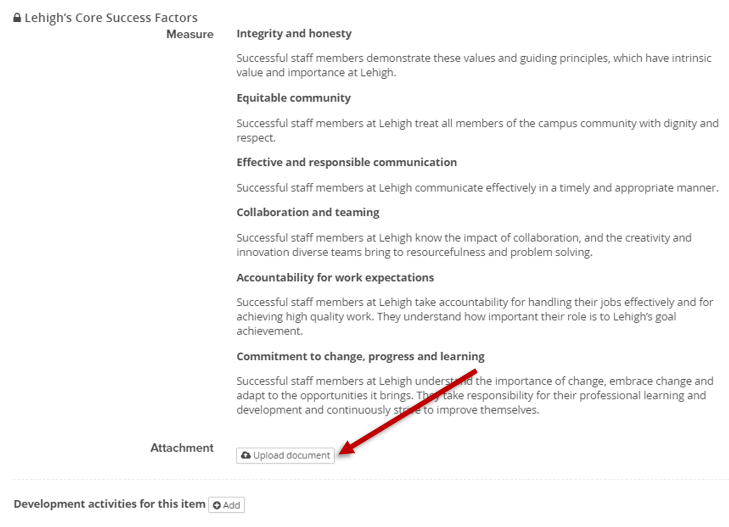 Lehigh's Core Success Factors
Measure
Integrity and honesty
Successful staff members demonstrate these values and guiding principles, which have intrinsic
value and importance at Lehigh.
Equitable community
Successful staff members at Lehigh treat all members of the campus community with dignity and
respect.
Effective and responsible communication
Successful staff members at Lehigh communicate effectively in a timely and appropriate manner.
Collaboration and teaming
Successful staff members at Lehigh know the impact of collaboration, and the creativity and
innovation diverse teams bring to resourcefulness and problem solving.
Accountability for work expectations
Successful staff members at Lehigh take accountability for handling their jobs effectively and for
achieving high quality work. They understand how important their role is to Lehigh's goal
achievement.
Commitment to change, progress and learning
Successful staff members at Lehigh understand the importance of change, embrace change and
adapt to the opportunities it brings. They take responsibility for their professional learning and
development and continuously strive to improve themselves.
Attachment
Upload document
Development activities for this item Add